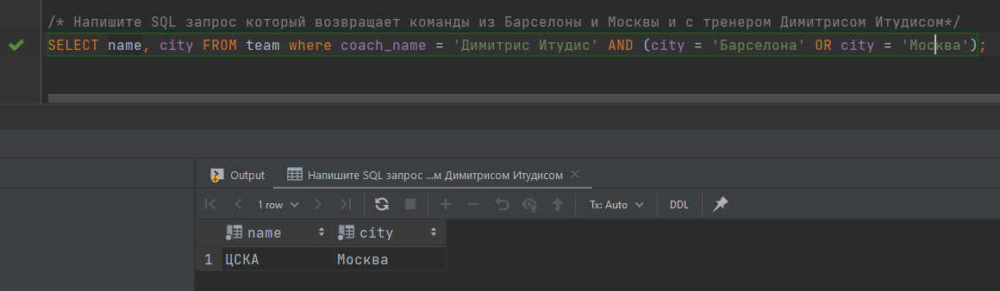 /* Напишите SQL запрос который возвращает команды из Барселоны и Москвы и с тренером Димитрисом Итудисом*/
SELECT name, city FROM team where coach_name = 'Димитрис Итудис' AND (city = 'Барселона' OR city = 'Москва');
Output
Напишите SQL запрос ...м Димитрисом Итудисом
1 row
Tx: Auto
DDL
name city
1 ЦСКА Москва